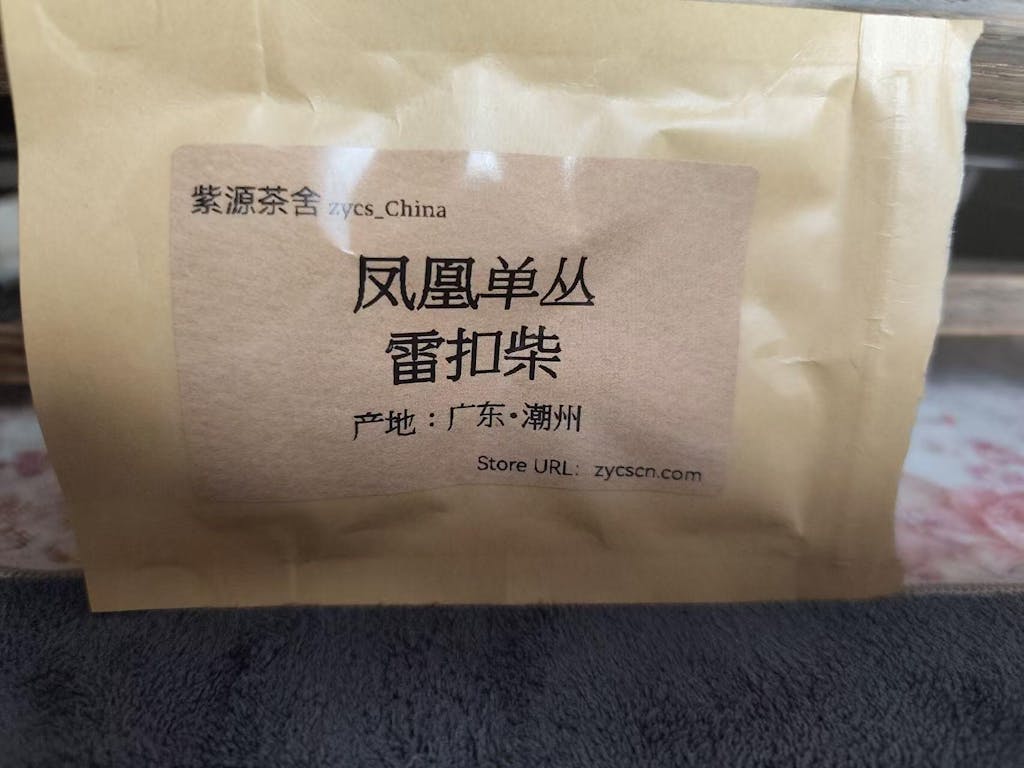 紫源茶舍 zycs_China
凤凰单丛
雷扣柴
产地：广东·潮州
Store URL: zycscn.com